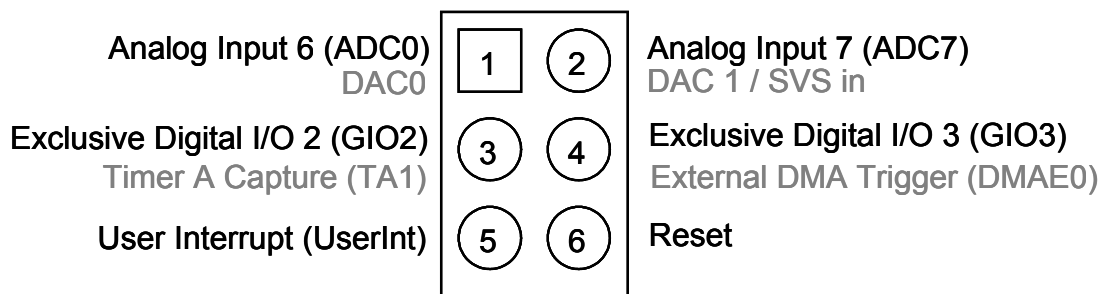 Analog Input 6 (ADC0) 1 2 Analog Input 7 (ADC7)
DAC0 DAC 1 / SVS in
Exclusive Digital I/O 2 (GIO2) 3 4 Exclusive Digital I/O 3 (GIO3)
Timer A Capture (TA1) External DMA Trigger (DMAE0)
User Interrupt (UserInt) 5 6 Reset